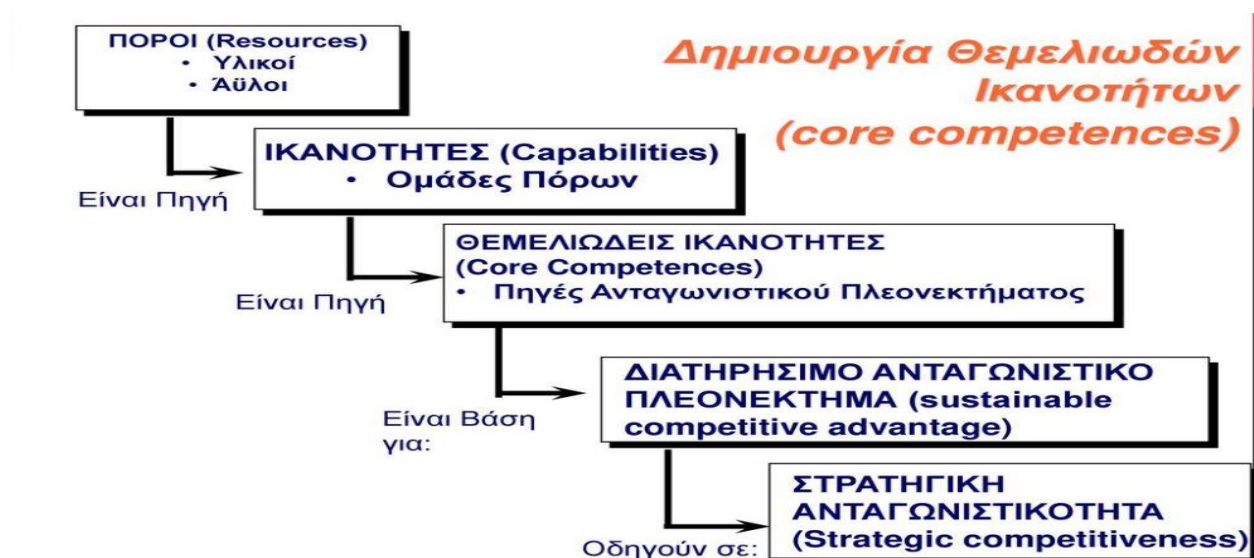 ΠΟΡΟΙ (Resources)
• Υλικοί
• Άϋλοι
Δημιουργία Θεμελιωδών
Ικανοτήτων
(core competences)
ΙΚΑΝΟΤΗΤΕΣ (Capabilities)
• Ομάδες Πόρων
Είναι Πηγή
ΘΕΜΕΛΙΩΔΕΙΣ ΙΚΑΝΟΤΗΤΕΣ
(Core Competences)
• Πηγές Ανταγωνιστικού Πλεονεκτήματος
Είναι Πηγή
ΔΙΑΤΗΡΗΣΙΜΟ ΑΝΤΑΓΩΝΙΣΤΙΚΟ
ΠΛΕΟΝΕΚΤΗΜΑ (sustainable
competitive advantage)
Είναι Βάση
για:
ΣΤΡΑΤΗΓΙΚΗ
ΑΝΤΑΓΩΝΙΣΤΙΚΟΤΗΤΑ
(Strategic competitiveness)
Οδηγούν σε: